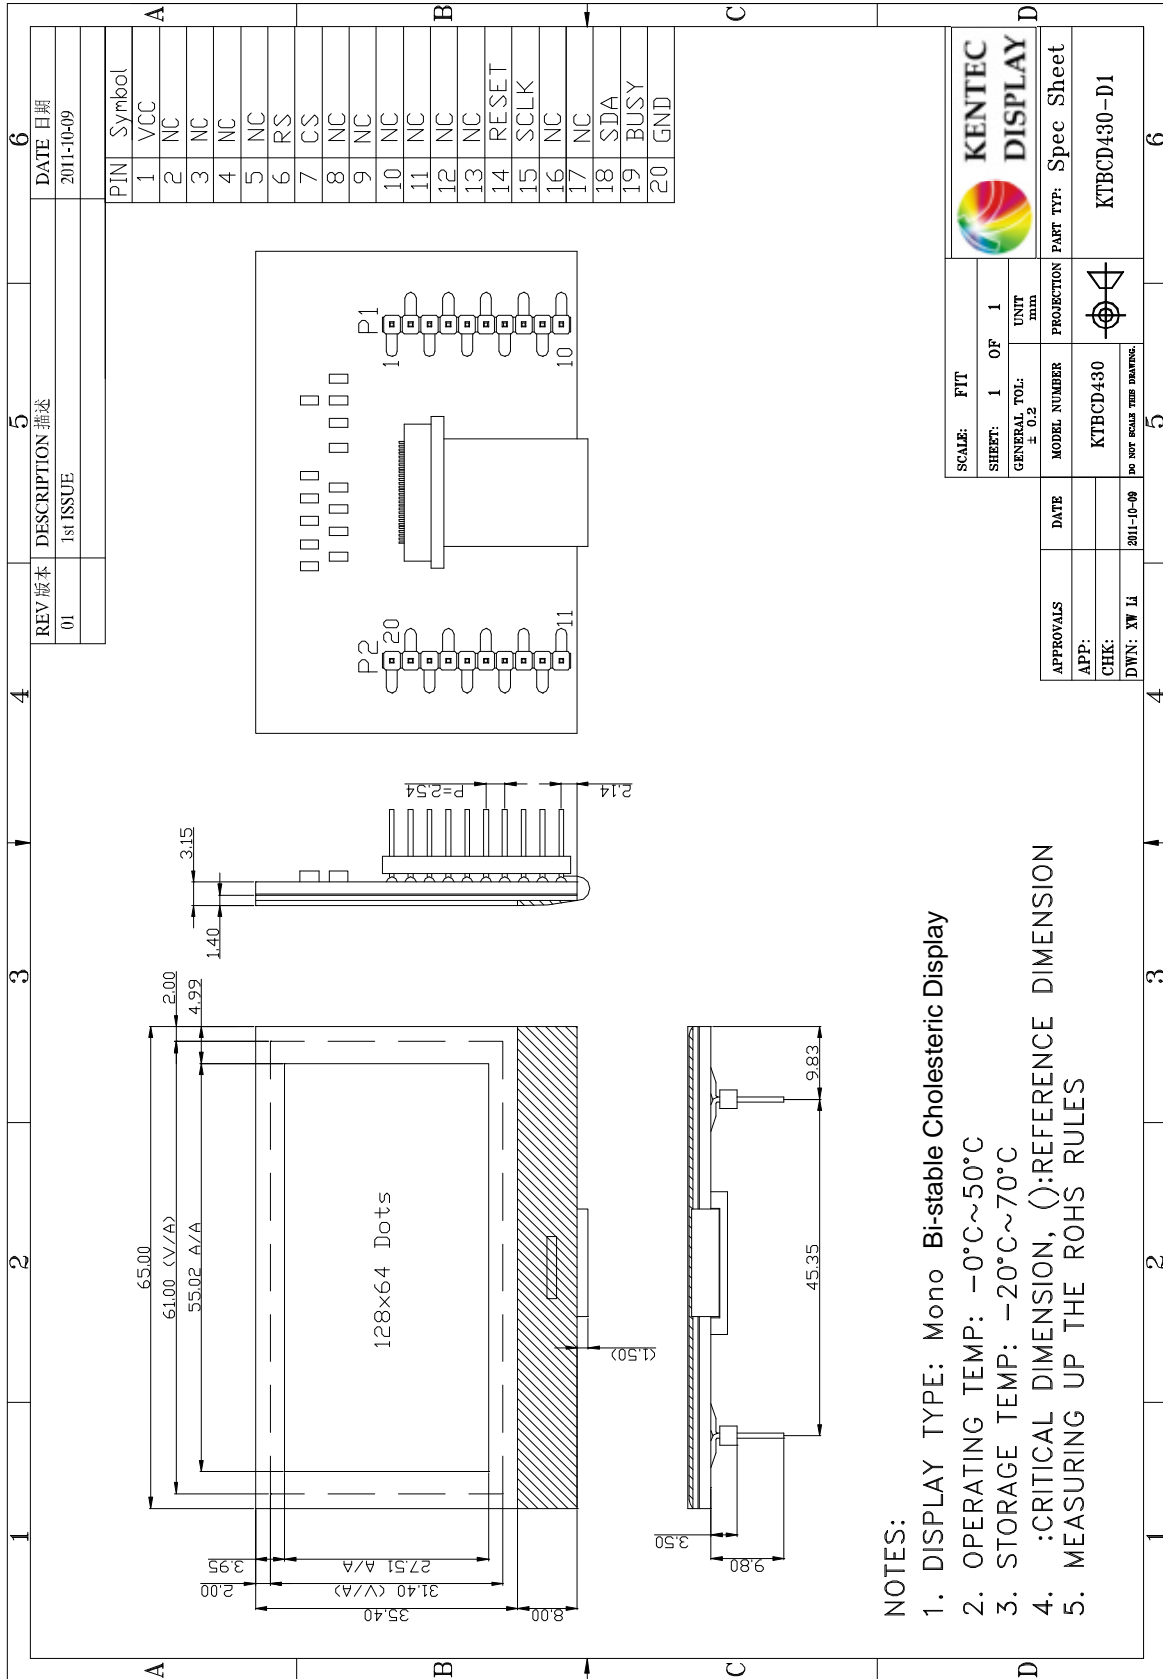 1 2 3 4 5 6
A
B
C
D
REV 版本 DESCRIPTION 描述 DATE 日期
01 1st ISSUE 2011-10-09
PIN Symbol
1 VCC
2 NC
3 NC
4 NC
5 NC
6 RS
7 CS
8 NC
9 NC
10 NC
11 NC
12 NC
13 NC
14 RESET
15 SCLK
16 NC
17 NC
18 SDA
19 BUSY
20 GND
65.00
61.00 (V/A)
55.02 A/A
2.00
4.99
2.00
3.95
27.51 A/A
31.40 (V/A)
35.40
8.00
128x64 Dots
(1.50)
3.15
1.40
P=2.54
2.14
P2
20
11
P1
1
10
3.50
9.80
45.35
9.83
NOTES:
1. DISPLAY TYPE: Mono Bi-stable Cholesteric Display
2. OPERATING TEMP: -0°C~50°C
3. STORAGE TEMP: -20°C~70°C
4. :CRITICAL DIMENSION, ():REFERENCE DIMENSION
5. MEASURING UP THE ROHS RULES
SCALE: FIT
SHEET: 1 OF 1
GENERAL TOL: ± 0.2
UNIT mm
KENTEC
DISPLAY
APPROVALS DATE MODEL NUMBER PROJECTION PART TYP: Spec Sheet
APP:
CHK:
DWN: XW Li 2011-10-09
KTBCD430
DO NOT SCALE THIS DRAWING.
KTBCD430-D1
1 2 3 4 5 6
A
B
C
D